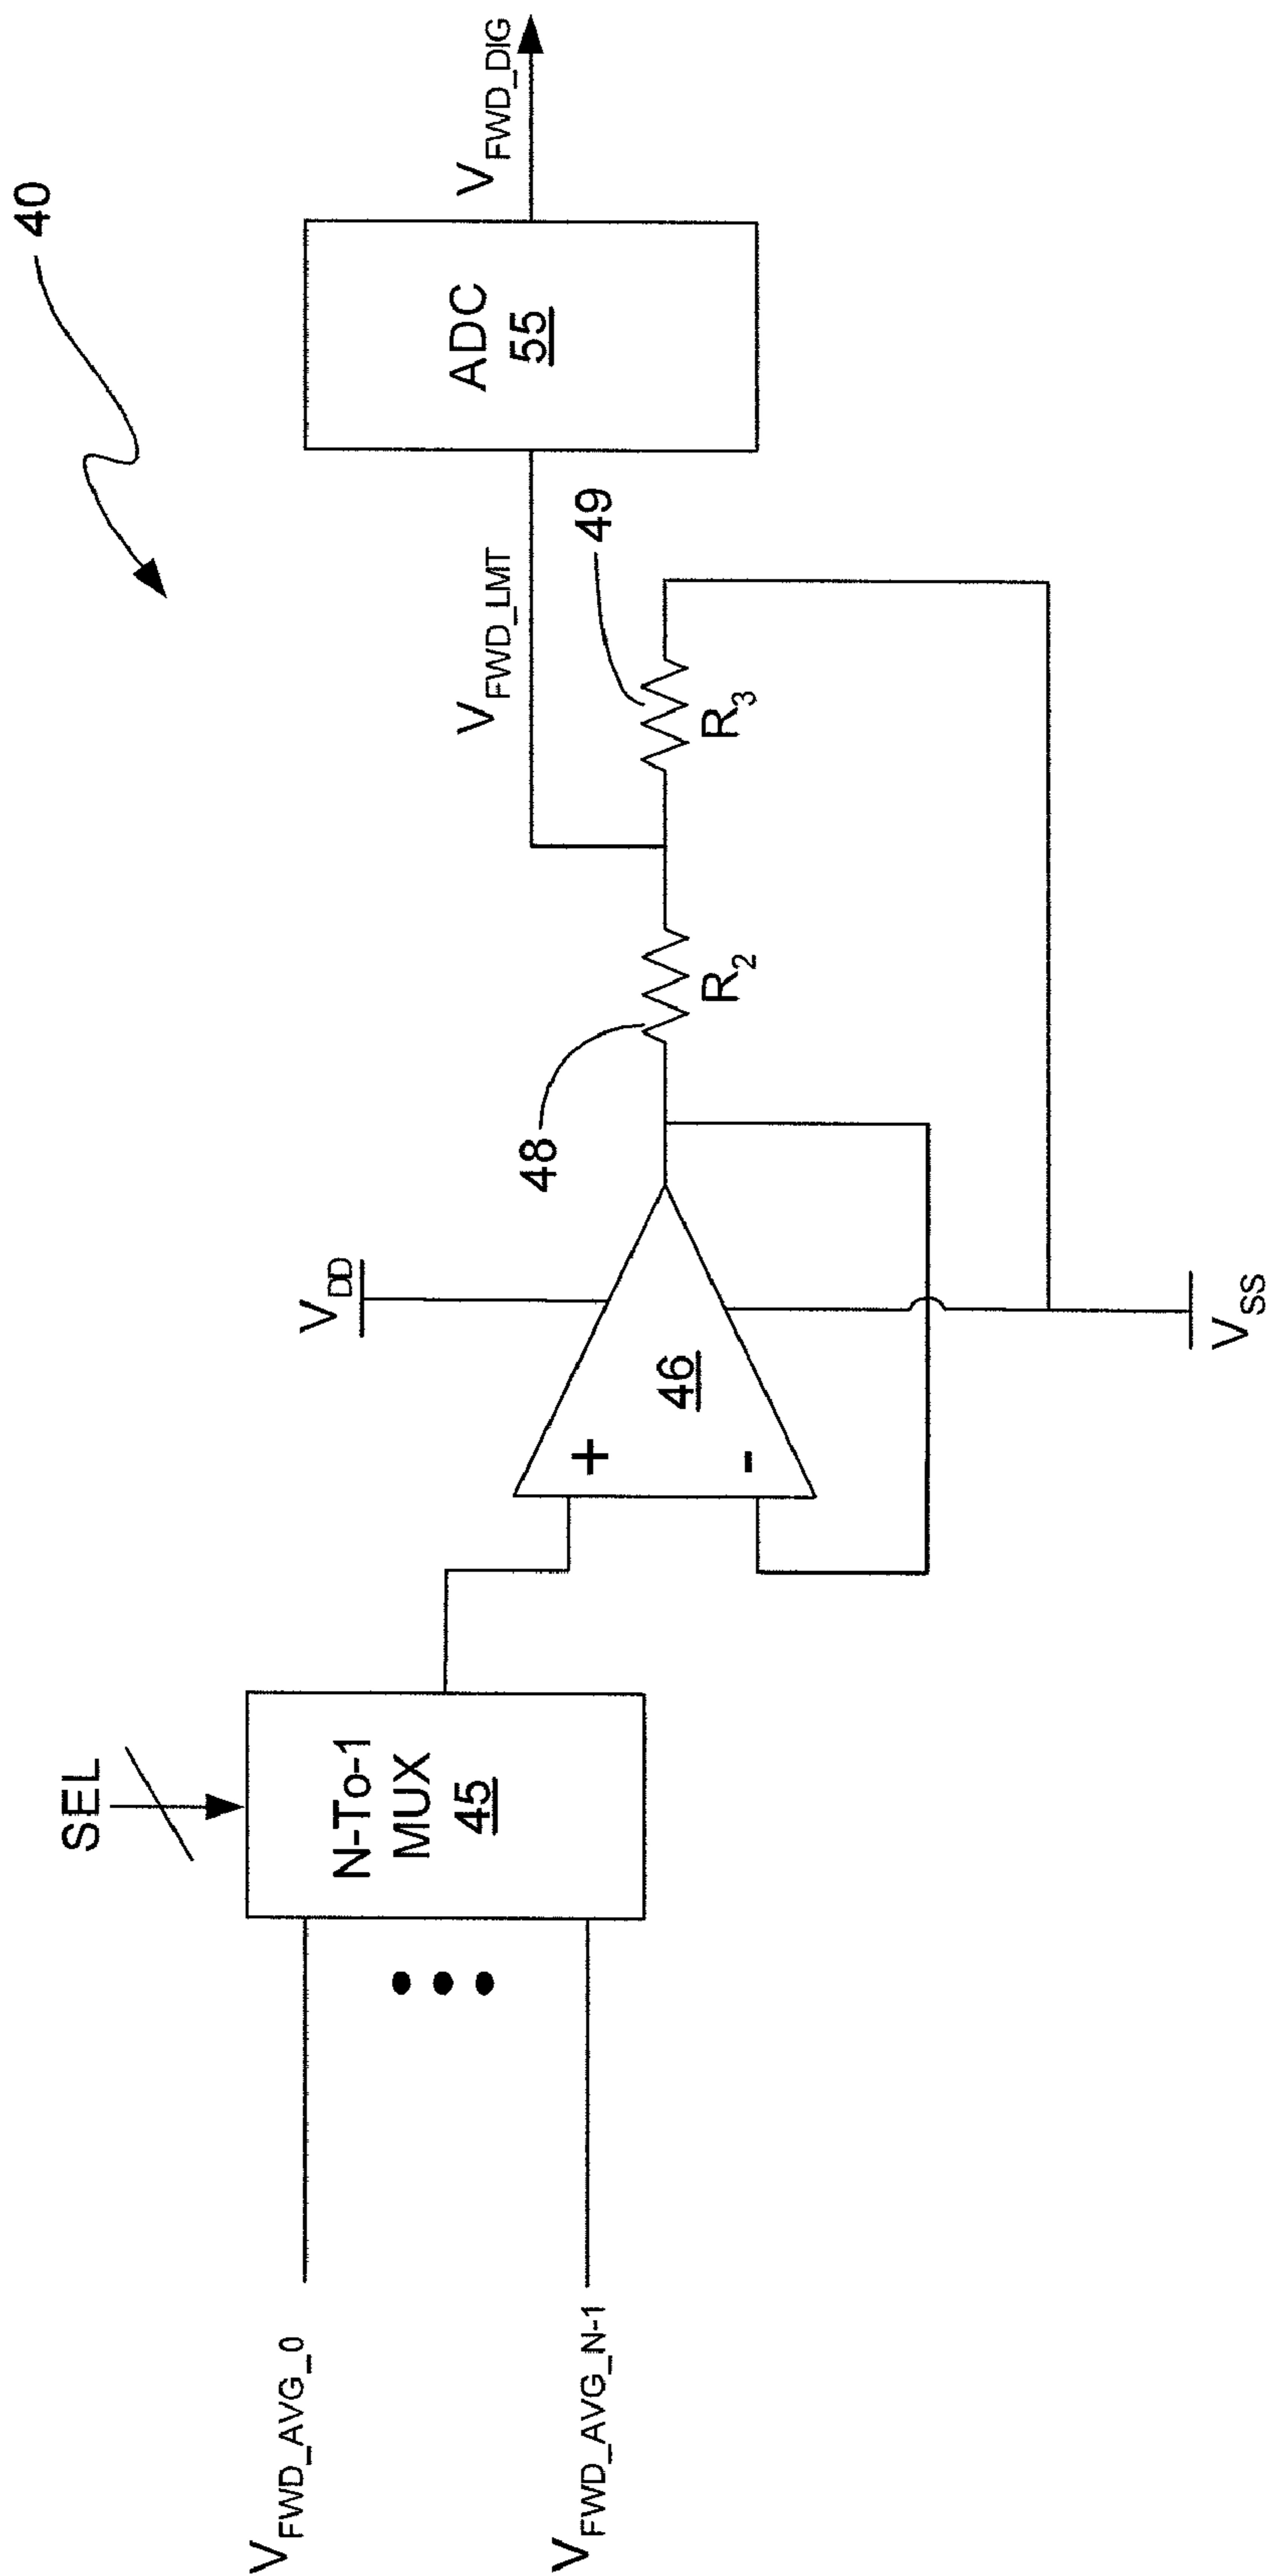 40
SEL
V_FWD_AVG_0
V_FWD_AVG_N-1
N-To-1
MUX
45
V_DD
+
-
46
V_SS
48
R_2
49
R_3
V_FWD_LMT
ADC
55
V_FWD_DIG